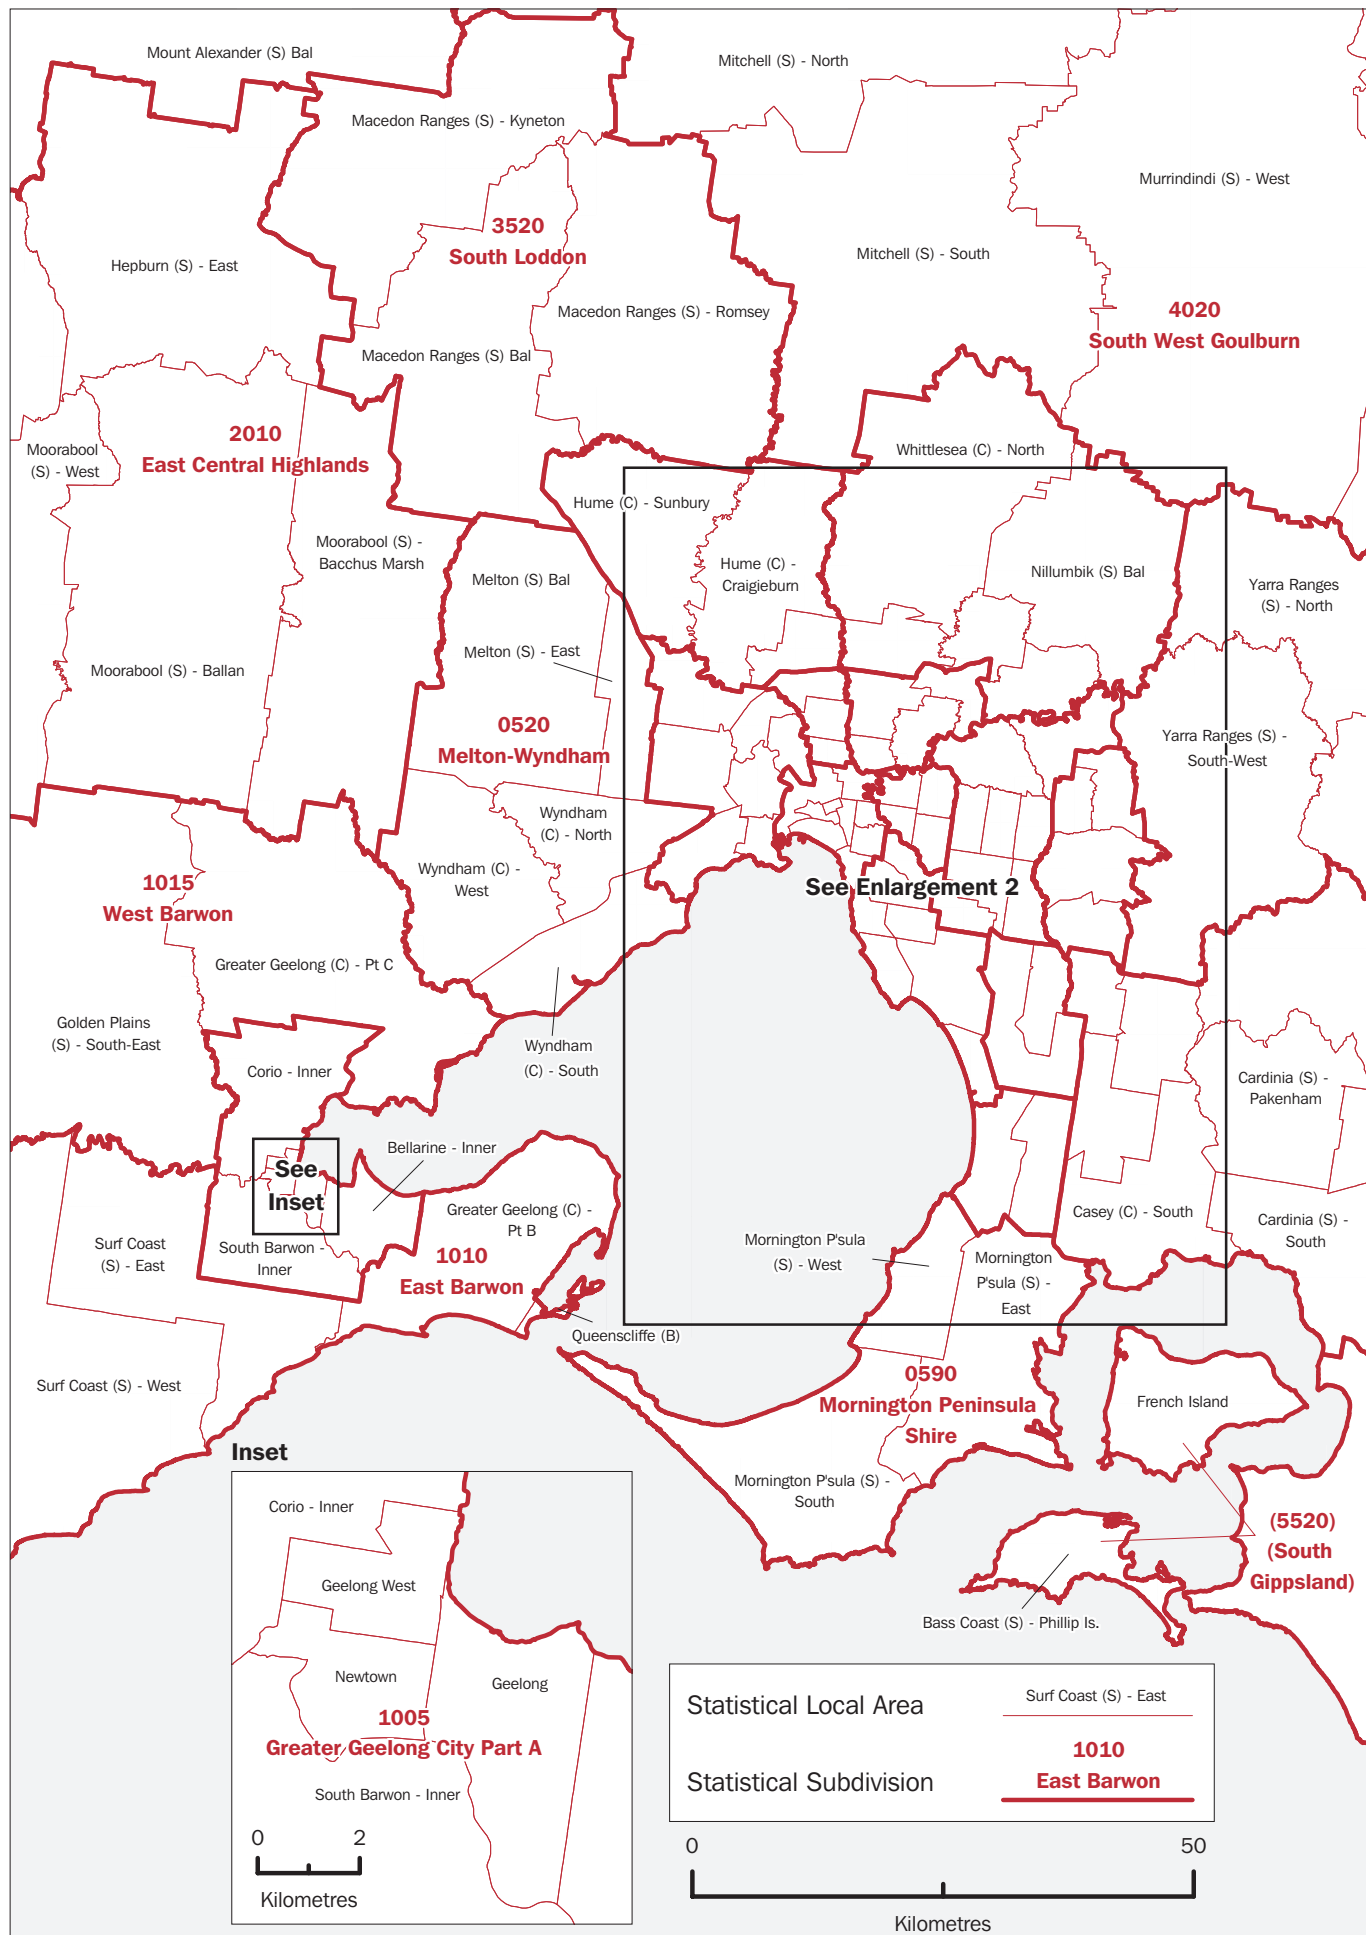 Mount Alexander (S) Bal
Mitchell (S) - North
Macedon Ranges (S) - Kyneton
Murrindindi (S) - West
3520
South Loddon
Hepburn (S) - East
Mitchell (S) - South
Macedon Ranges (S) - Romsey
4020
South West Goulburn
Macedon Ranges (S) Bal
2010
East Central Highlands
Moorabool
(S) - West
Whittlesea (C) - North
Hume (C) - Sunbury
Moorabool (S) -
Bacchus Marsh
Melton (S) Bal
Hume (C) -
Craigieburn
Nillumbik (S) Bal
Yarra Ranges
(S) - North
Melton (S) - East
Moorabool (S) - Ballan
0520
Melton-Wyndham
Yarra Ranges (S) -
South-West
Wyndham
(C) - North
Wyndham (C) -
West
1015
West Barwon
See Enlargement 2
Greater Geelong (C) - Pt C
Golden Plains
(S) - South-East
Wyndham
(C) - South
Corio - Inner
Cardinia (S) -
Pakenham
Bellarine - Inner
See
Inset
Greater Geelong (C) -
Pt B
Casey (C) - South
Cardinia (S) -
South
Surf Coast
(S) - East
South Barwon -
Inner
1010
East Barwon
Mornington P'sula
(S) - West
Mornington
P'sula (S) -
East
Queenscliffe (B)
Surf Coast (S) - West
0590
Mornington Peninsula
Shire
French Island
Inset
Mornington P'sula (S) -
South
Corio - Inner
(5520)
(South
Gippsland)
Geelong West
Bass Coast (S) - Phillip Is.
Newtown
Geelong
1005
Greater Geelong City Part A
South Barwon - Inner
0 2
Kilometres
Statistical Local Area
Surf Coast (S) - East
Statistical Subdivision
1010
East Barwon
0 50
Kilometres